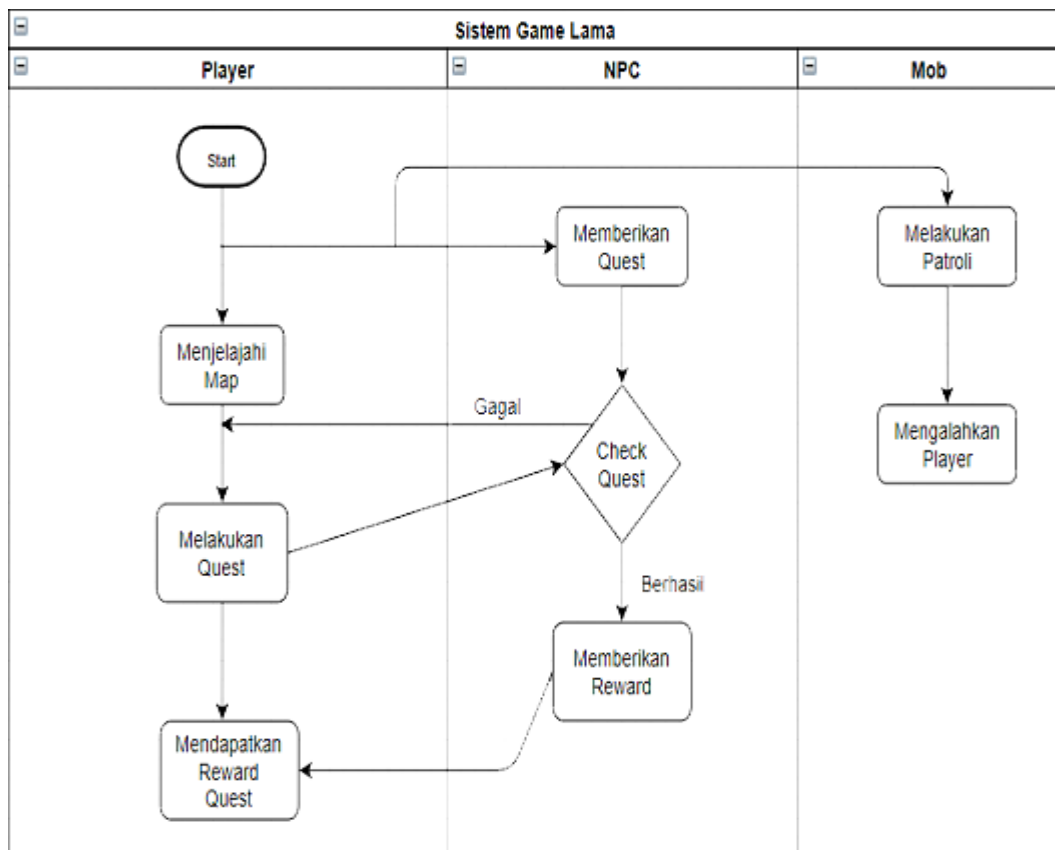 Sistem Game Lama
Player
NPC
Mob
Start
Memberikan
Quest
Melakukan
Patroli
Menjelajahi
Map
Gagal
Check
Quest
Mengalahkan
Player
Melakukan
Quest
Berhasil
Memberikan
Reward
Mendapatkan
Reward
Quest